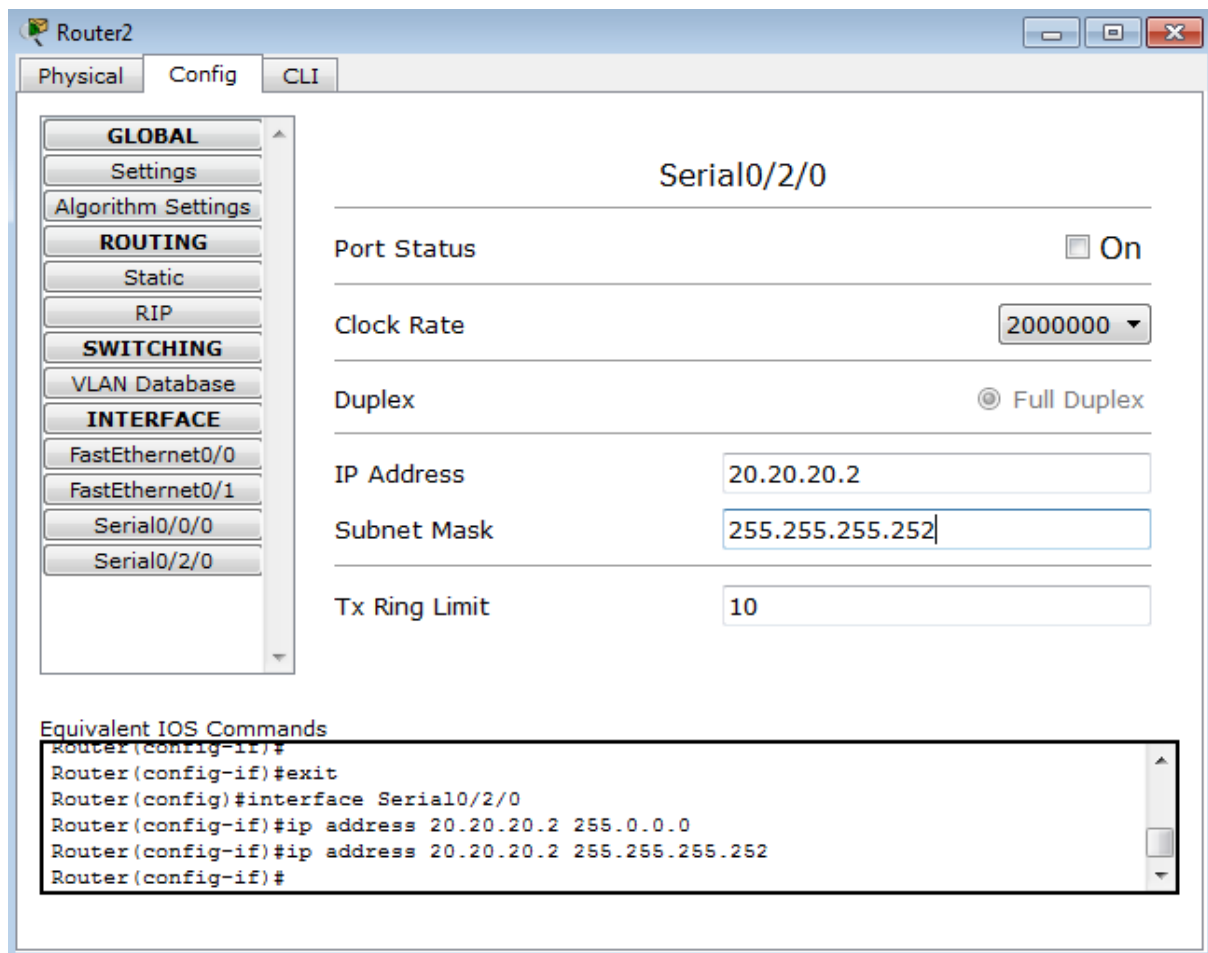 Router2
Physical Config CLI
GLOBAL
Settings
Algorithm Settings
ROUTING
Static
RIP
SWITCHING
VLAN Database
INTERFACE
FastEthernet0/0
FastEthernet0/1
Serial0/0/0
Serial0/2/0
Serial0/2/0
Port Status On
Clock Rate 2000000
Duplex Full Duplex
IP Address 20.20.20.2
Subnet Mask 255.255.255.252
Tx Ring Limit 10
Equivalent IOS Commands
Router(config-if)#
Router(config-if)#exit
Router(config)#interface Serial0/2/0
Router(config-if)#ip address 20.20.20.2 255.0.0.0
Router(config-if)#ip address 20.20.20.2 255.255.255.252
Router(config-if)#